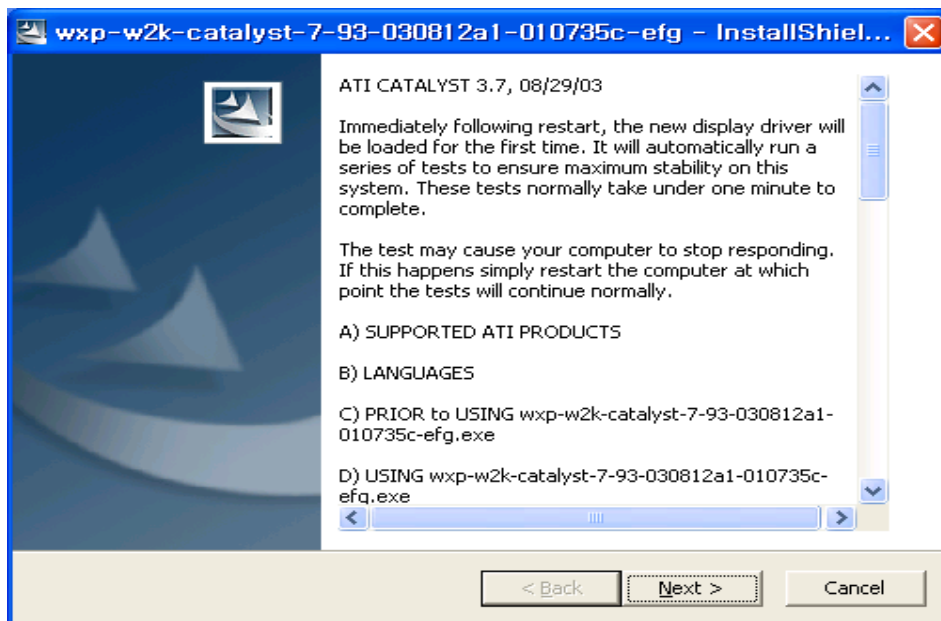 wxp-w2k-catalyst-7-93-030812a1-010735c-efg - InstallShiel...
ATI CATALYST 3.7, 08/29/03
Immediately following restart, the new display driver will
be loaded for the first time. It will automatically run a
series of tests to ensure maximum stability on this
system. These tests normally take under one minute to
complete.
The test may cause your computer to stop responding.
If this happens simply restart the computer at which
point the tests will continue normally.
A) SUPPORTED ATI PRODUCTS
B) LANGUAGES
C) PRIOR to USING wxp-w2k-catalyst-7-93-030812a1-
010735c-efg.exe
D) USING wxp-w2k-catalyst-7-93-030812a1-010735c-
efg.exe
< Back Next > Cancel